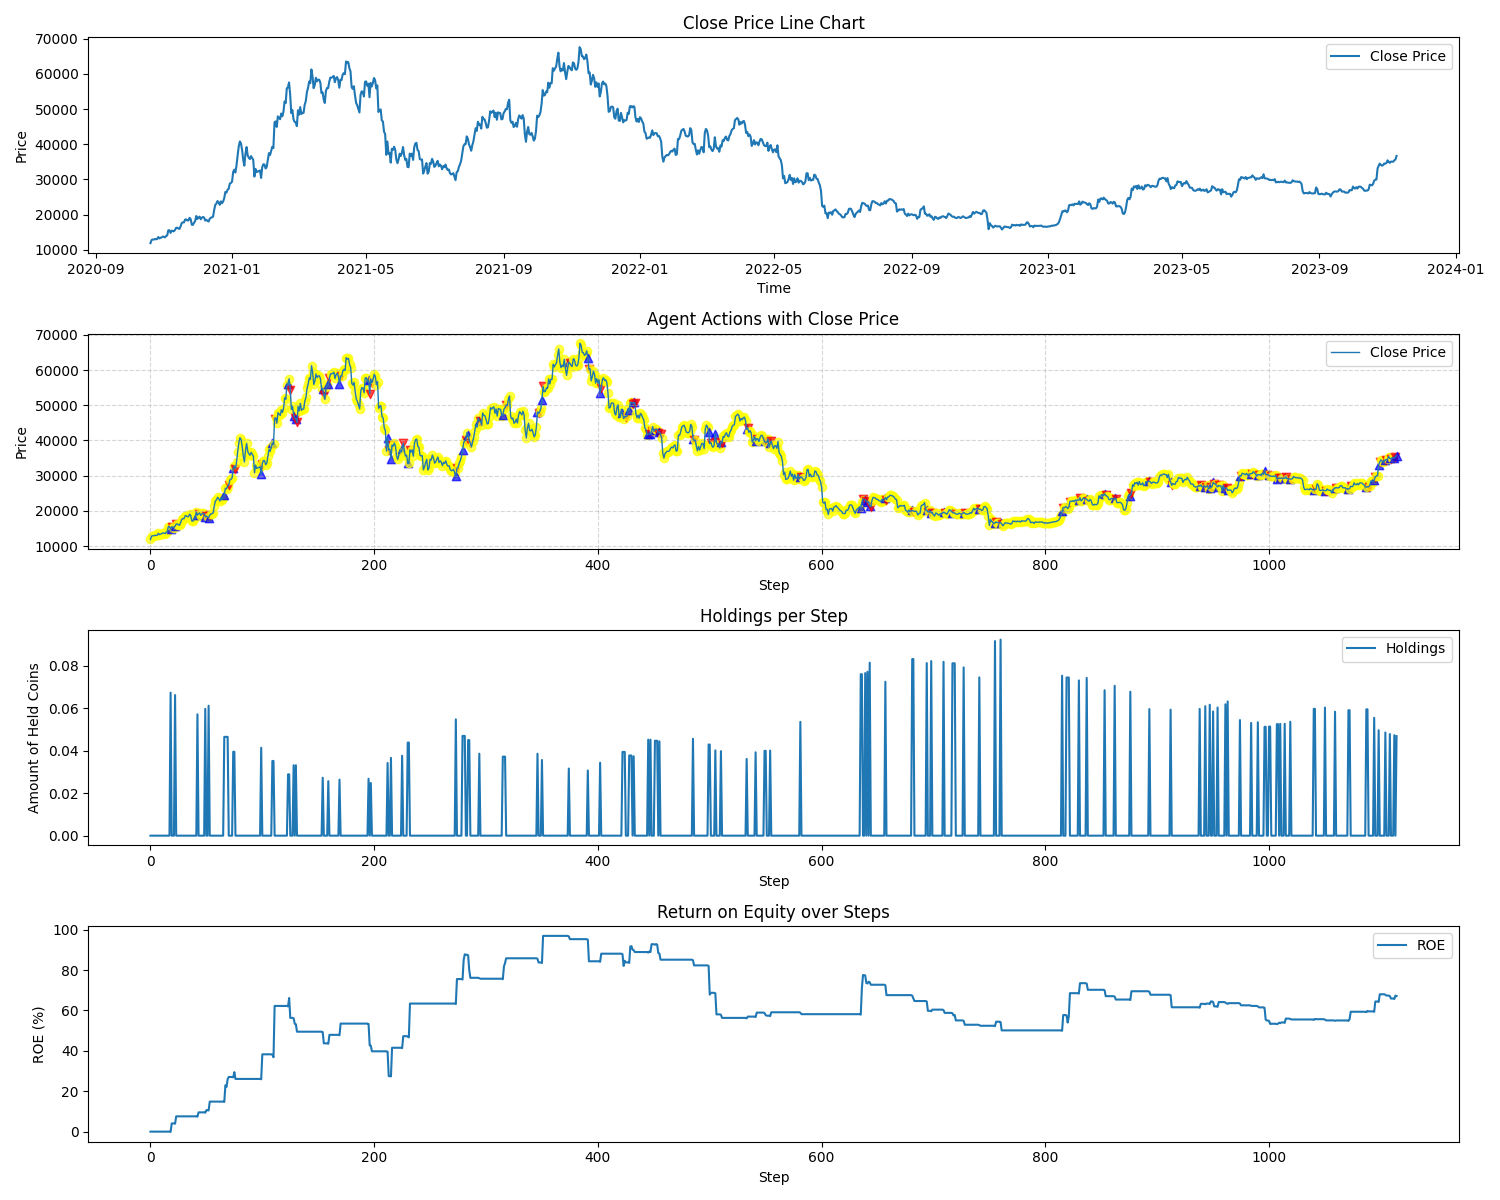 Close Price Line Chart
70000
60000
50000
40000
30000
20000
10000
Price
Close Price
2020-09 2021-01 2021-05 2021-09 2022-01 2022-05 2022-09 2023-01 2023-05 2023-09 2024-01
Time
Agent Actions with Close Price
70000
60000
50000
40000
30000
20000
10000
Price
Close Price
0 200 400 600 800 1000
Step
Holdings per Step
0.08
0.06
0.04
0.02
0.00
Amount of Held Coins
Holdings
0 200 400 600 800 1000
Step
Return on Equity over Steps
100
80
60
40
20
0
ROE (%)
ROE
0 200 400 600 800 1000
Step